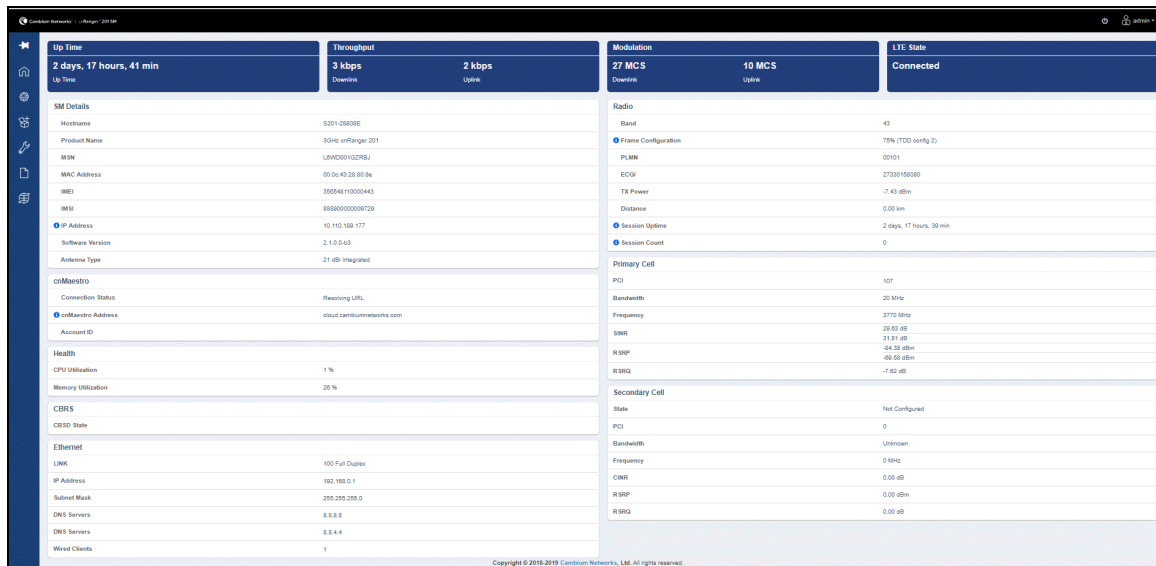 Cambium Networks | cnRanger 201 SM
admin
Up Time
2 days, 17 hours, 41 min
Up Time
Throughput
3 kbps 2 kbps
Downlink Uplink
Modulation
27 MCS 10 MCS
Downlink Uplink
LTE State
Connected
SM Details
Hostname S201-28808E
Product Name 3GHz cnRanger 201
MSN L6WD001GZRBJ
MAC Address 00:0c:43:28:80:8e
IMEI 356548110000443
IMSI 888900000009729
IP Address 10.110.189.177
Software Version 2.1.0.0-b3
Antenna Type 21 dBi Integrated
cnMaestro
Connection Status Resolving URL
cnMaestro Address cloud.cambiumnetworks.com
Account ID
Health
CPU Utilization 1 %
Memory Utilization 26 %
CBRS
CBSD State
Ethernet
LINK 100 Full Duplex
IP Address 192.168.0.1
Subnet Mask 255.255.255.0
DNS Servers 8.8.8.8
DNS Servers 8.8.4.4
Wired Clients 1
Radio
Band 43
Frame Configuration 75% (TDD config 2)
PLMN 00101
ECGI 27330158080
TX Power -7.43 dBm
Distance 0.00 km
Session Uptime 2 days, 17 hours, 39 min
Session Count 0
Primary Cell
PCI 107
Bandwidth 20 MHz
Frequency 3770 MHz
SINR 29.63 dB
31.81 dB
RSRP -84.38 dBm
-69.58 dBm
RSRQ -7.62 dB
Secondary Cell
State Not Configured
PCI 0
Bandwidth Unknown
Frequency 0 MHz
CINR 0.00 dB
RSRP 0.00 dBm
RSRQ 0.00 dB
Copyright © 2018-2019 Cambium Networks, Ltd. All rights reserved.